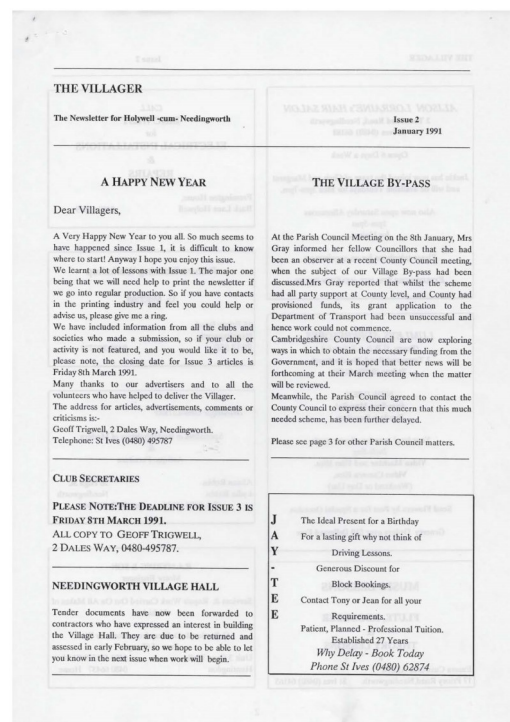 THE VILLAGER
The Newsletter for Holywell -cum- Needingworth
Issue 2
January 1991
A HAPPY NEW YEAR
Dear Villagers,
A Very Happy New Year to you all. So much seems to
have happened since Issue 1, it is difficult to know
where to start! Anyway I hope you enjoy this issue.
We learnt a lot of lessons with Issue 1. The major one
being that we will need help to print the newsletter if
we go into regular production. So if you have contacts
in the printing industry and feel you could help or
advise us, please give me a ring.
We have included information from all the clubs and
societies who made a submission, so if your club or
activity is not featured, and you would like it to be,
please note, the closing date for Issue 3 articles is
Friday 8th March 1991.
Many thanks to our advertisers and to all the
volunteers who have helped to deliver the Villager.
The address for articles, advertisements, comments or
criticisms is:-
Geoff Trigwell, 2 Dales Way, Needingworth.
Telephone: St Ives (0480) 495787
CLUB SECRETARIES
PLEASE NOTE:THE DEADLINE FOR ISSUE 3 IS
FRIDAY 8TH MARCH 1991.
ALL COPY TO GEOFF TRIGWELL,
2 DALES WAY, 0480-495787.
NEEDINGWORTH VILLAGE HALL
Tender documents have now been forwarded to
contractors who have expressed an interest in building
the Village Hall. They are due to be returned and
assessed in early February, so we hope to be able to let
you know in the next issue when work will begin.
THE VILLAGE BY-PASS
At the Parish Council Meeting on the 8th January, Mrs
Gray informed her fellow Councillors that she had
been an observer at a recent County Council meeting,
when the subject of our Village By-pass had been
discussed.Mrs Gray reported that whilst the scheme
had all party support at County level, and County had
provisioned funds, its grant application to the
Department of Transport had been unsuccessful and
hence work could not commence.
Cambridgeshire County Council are now exploring
ways in which to obtain the necessary funding from the
Government, and it is hoped that better news will be
forthcoming at their March meeting when the matter
will be reviewed.
Meanwhile, the Parish Council agreed to contact the
County Council to express their concern that this much
needed scheme, has been further delayed.
Please see page 3 for other Parish Council matters.
J The Ideal Present for a Birthday
A For a lasting gift why not think of
Y Driving Lessons.
- Generous Discount for
T Block Bookings.
E Contact Tony or Jean for all your
E Requirements.
Patient, Planned - Professional Tuition.
Established 27 Years
Why Delay - Book Today
Phone St Ives (0480) 62874